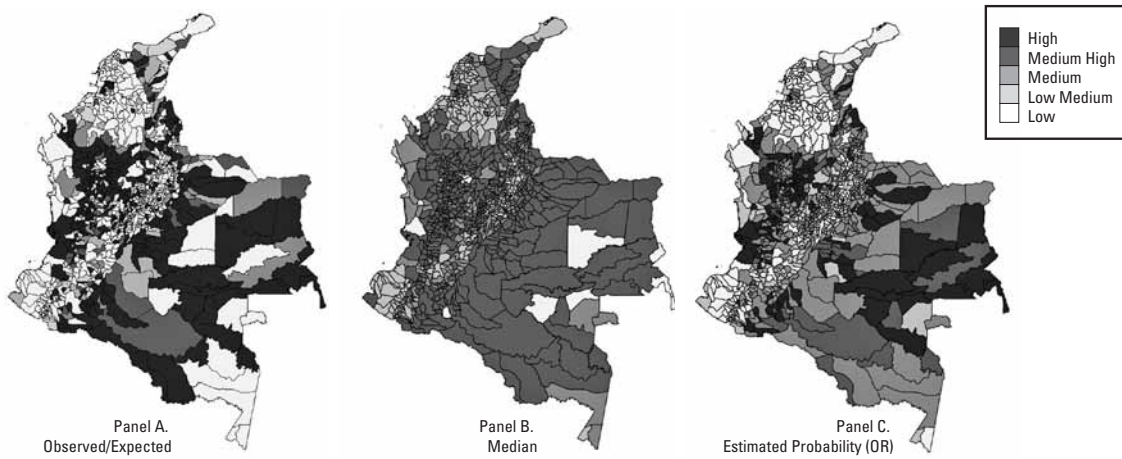 High
Medium High
Medium
Low Medium
Low
Panel A.
Observed/Expected
Panel B.
Median
Panel C.
Estimated Probability (OR)